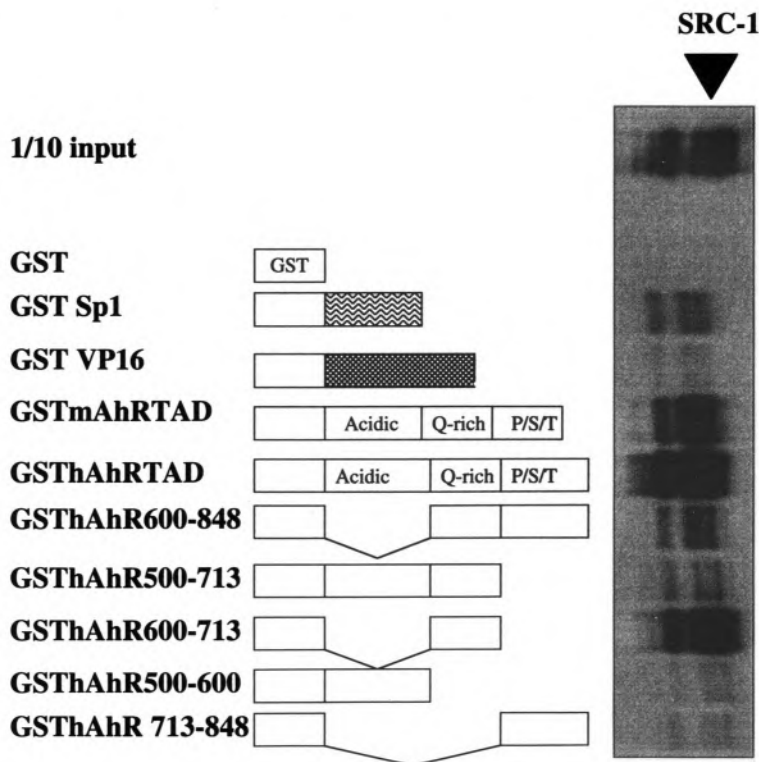 SRC-1
1/10 input
GST GST
GST Sp1
GST VP16
GSTmAhRTAD Acidic Q-rich P/S/T
GSThAhRTAD Acidic Q-rich P/S/T
GSThAhR600-848
GSThAhR500-713
GSThAhR600-713
GSThAhR500-600
GSThAhR 713-848